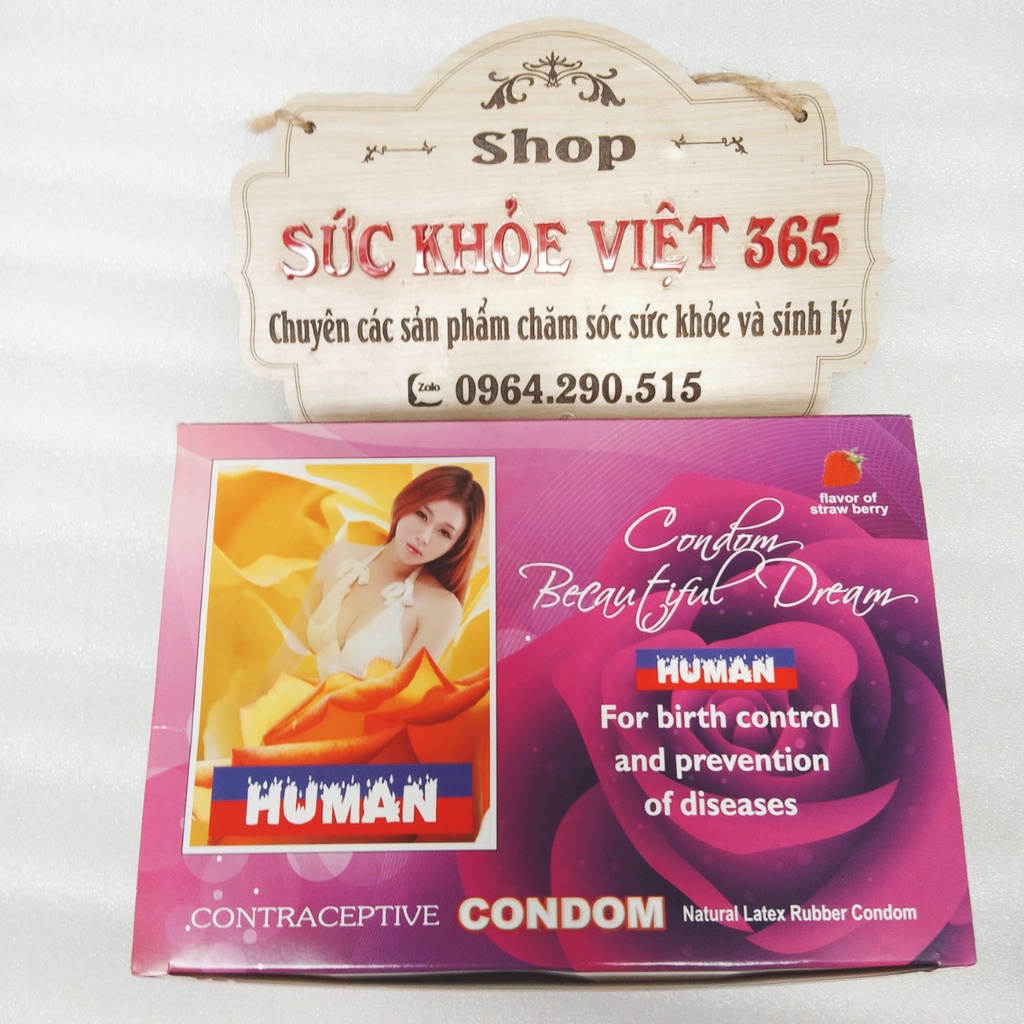 Shop
SỨC KHỎE VIỆT 365
Chuyên các sản phẩm chăm sóc sức khỏe và sinh lý
Zalo 0964.290.515
flavor of
straw berry
Condom
Becautiful Dream
HUMAN
For birth control
and prevention
of diseases
HUMAN
CONTRACEPTIVE CONDOM Natural Latex Rubber Condom